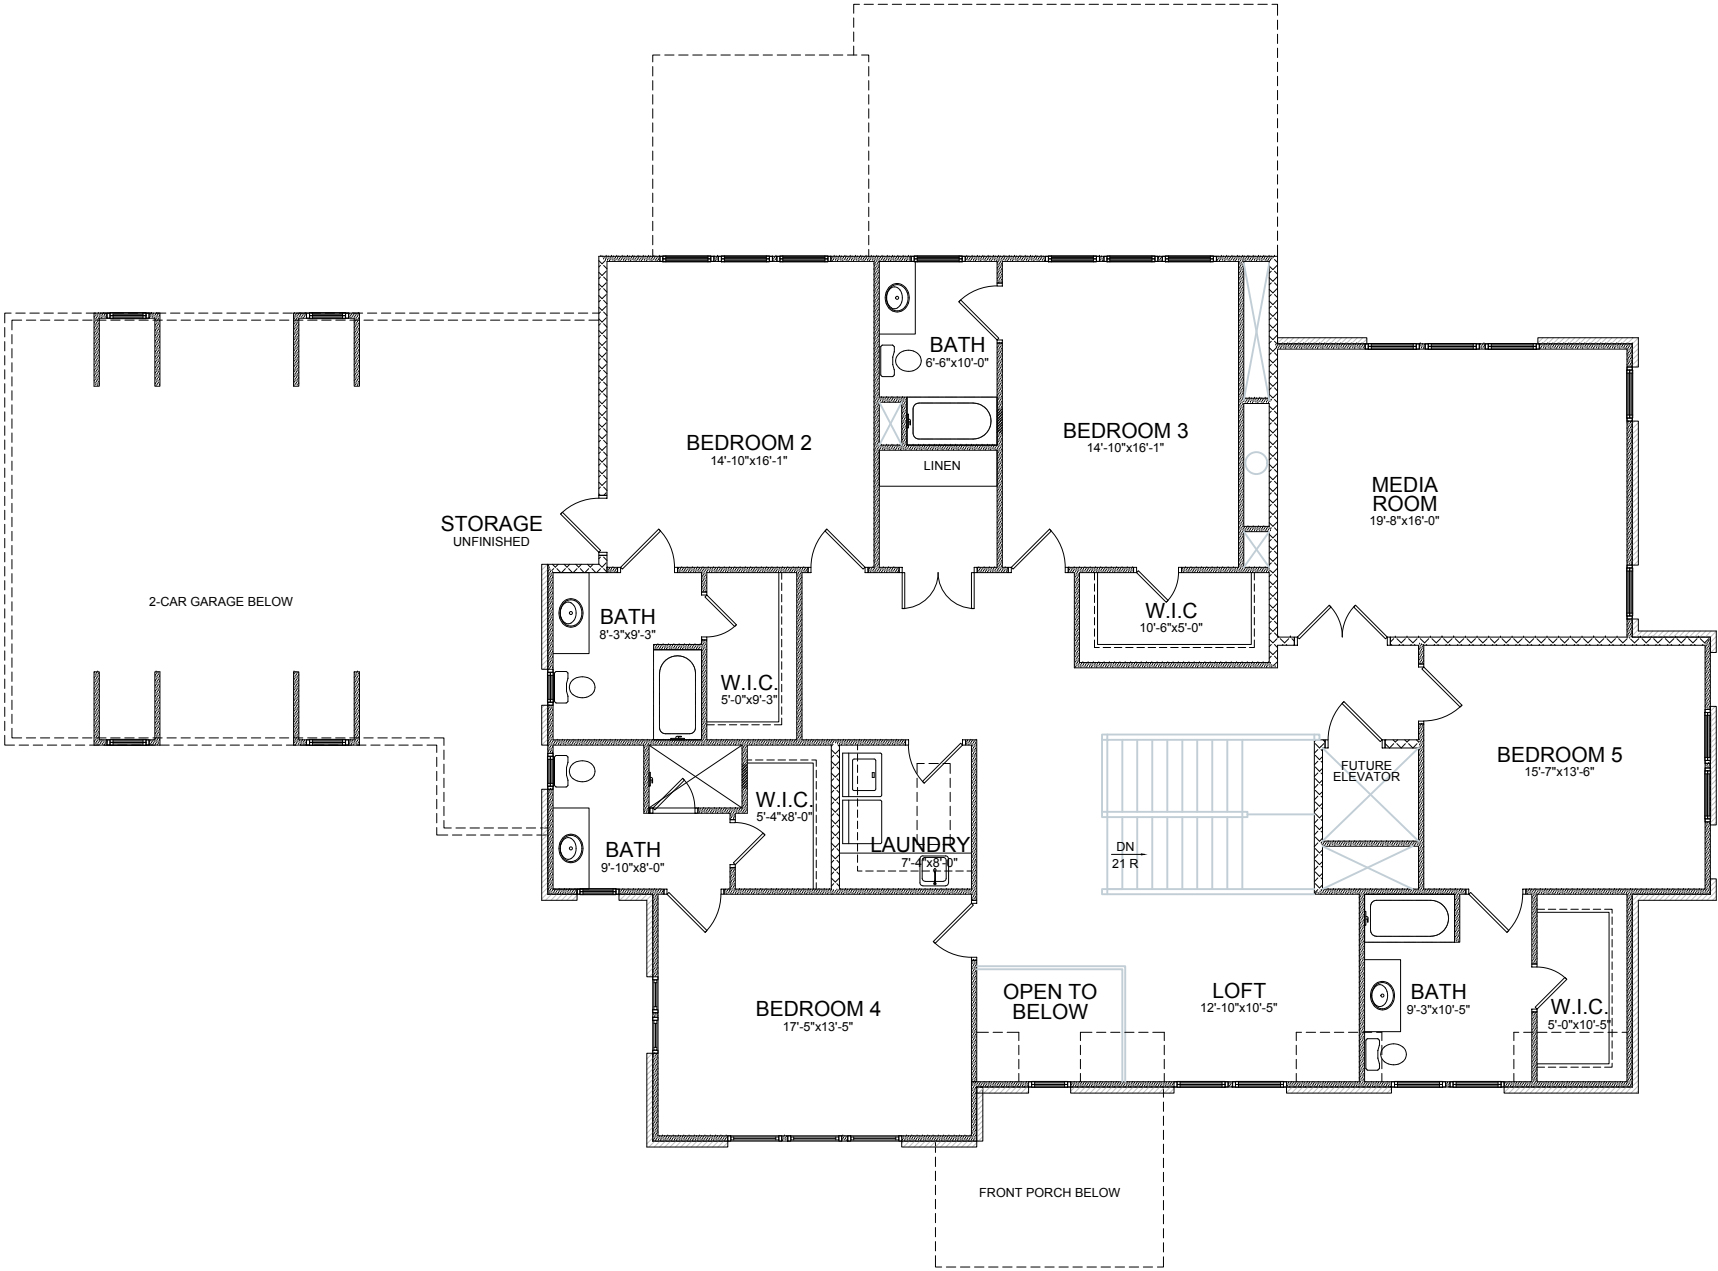 BATH
6'-6"x10'-0"
BEDROOM 2
14'-10"x16'-1"
BEDROOM 3
14'-10"x16'-1"
LINEN
MEDIA
ROOM
19'-8"x16'-0"
STORAGE
UNFINISHED
2-CAR GARAGE BELOW
BATH
8'-3"x9'-3"
W.I.C
10'-6"x5'-0"
W.I.C.
5'-0"x9'-3"
BEDROOM 5
15'-7"x13'-6"
FUTURE
ELEVATOR
W.I.C.
5'-4"x8'-0"
BATH
9'-10"x8'-0"
LAUNDRY
7'-4"x8'-0"
DN
21 R
BEDROOM 4
17'-5"x13'-5"
OPEN TO
BELOW
LOFT
12'-10"x10'-5"
BATH
9'-3"x10'-5"
W.I.C.
5'-0"x10'-5"
FRONT PORCH BELOW